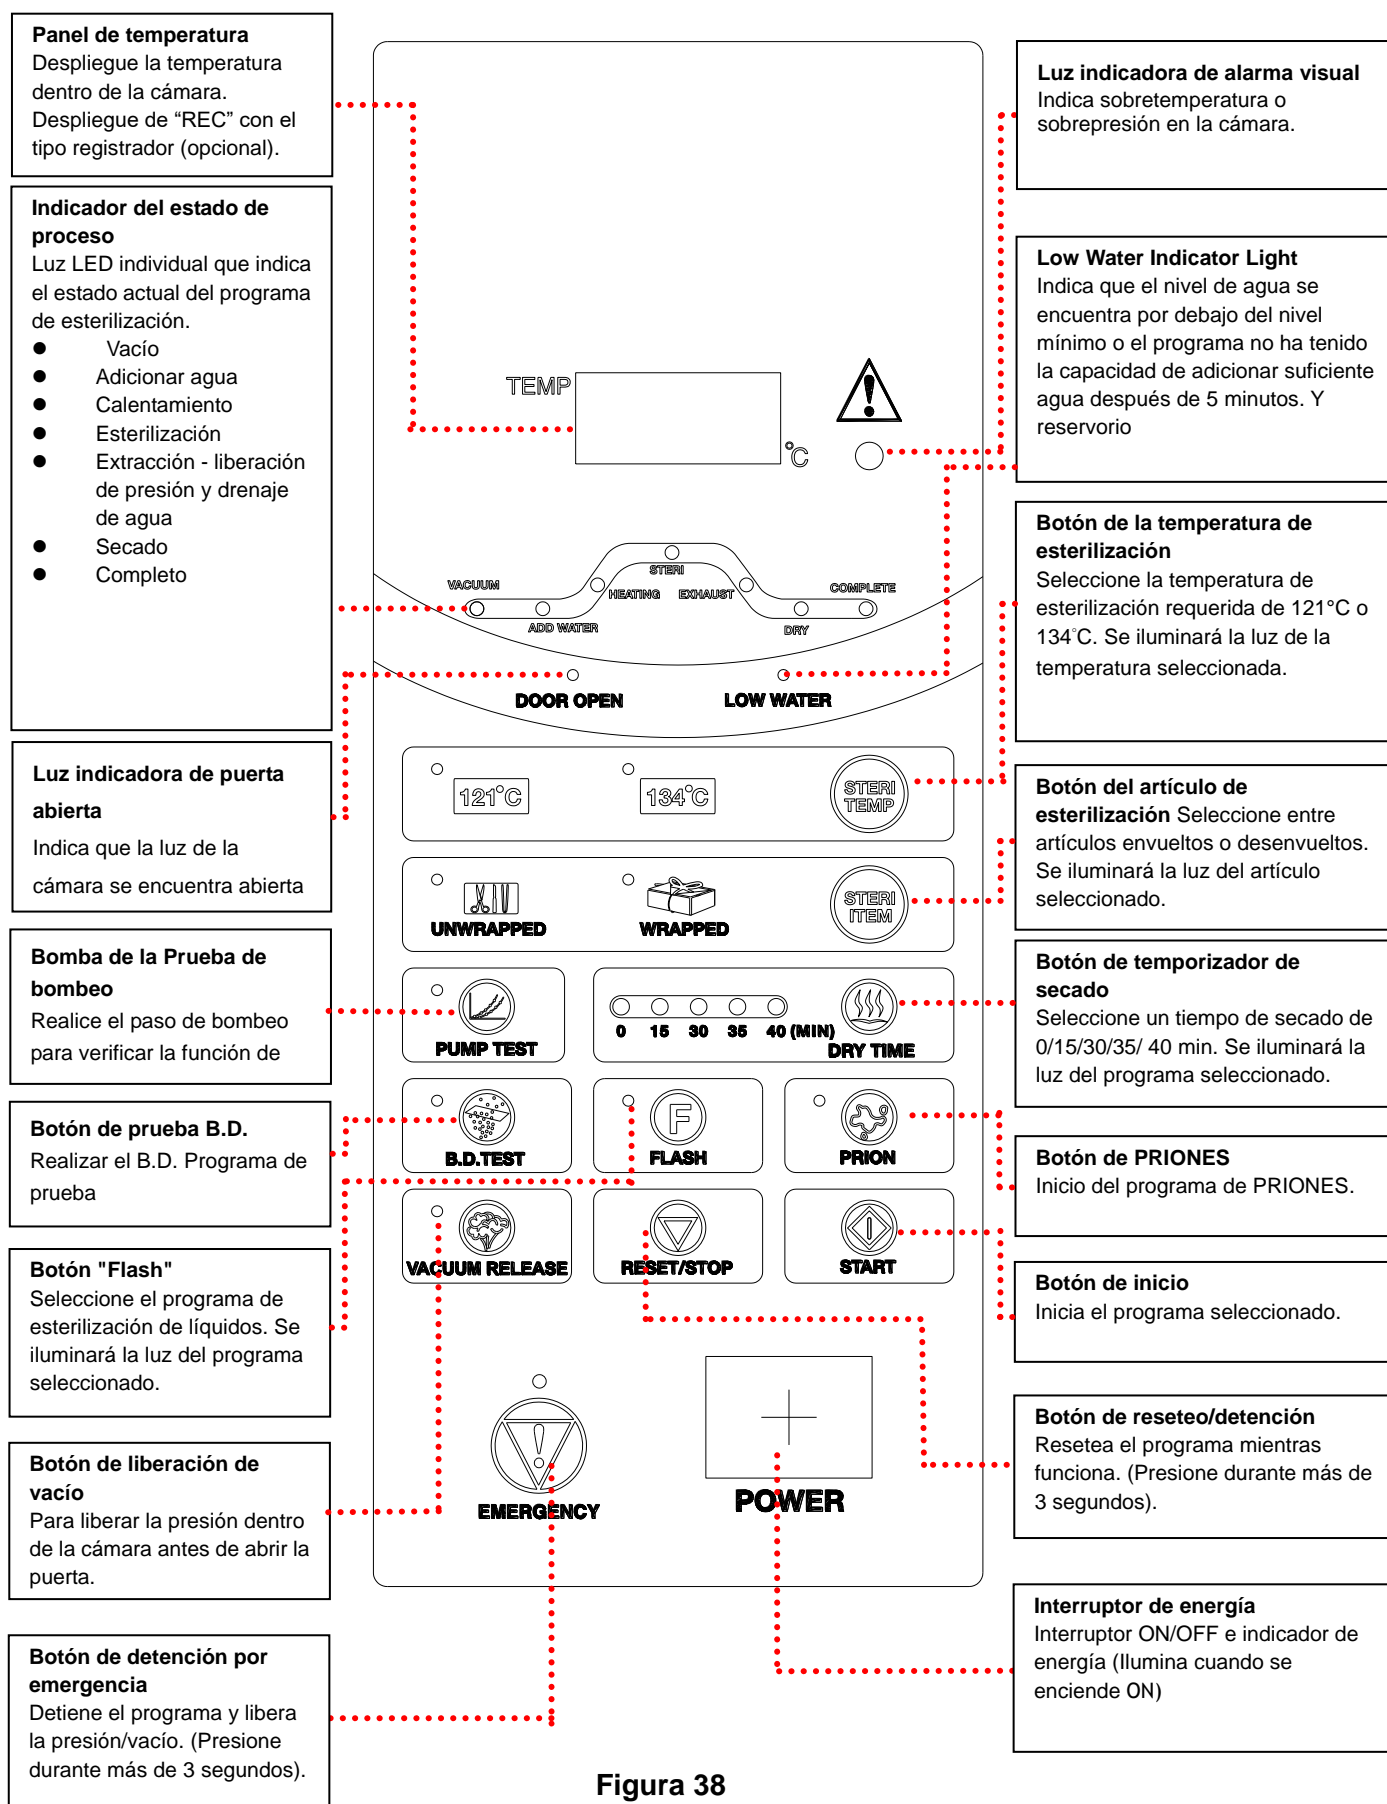 Panel de temperatura
Despliegue la temperatura
dentro de la cámara.
Despliegue de “REC” con el
tipo registrador (opcional).
Indicador del estado de
proceso
Luz LED individual que indica
el estado actual del programa
de esterilización.
● Vacío
● Adicionar agua
● Calentamiento
● Esterilización
● Extracción - liberación
de presión y drenaje
de agua
● Secado
● Completo
Luz indicadora de puerta
abierta
Indica que la luz de la
cámara se encuentra abierta
Bomba de la Prueba de
bombeo
Realice el paso de bombeo
para verificar la función de
Botón de prueba B.D.
Realizar el B.D. Programa de
prueba
Botón "Flash"
Seleccione el programa de
esterilización de líquidos. Se
iluminará la luz del programa
seleccionado.
Botón de liberación de
vacío
Para liberar la presión dentro
de la cámara antes de abrir la
puerta.
Botón de detención por
emergencia
Detiene el programa y libera
la presión/vacío. (Presione
durante más de 3 segundos).
TEMP
°C
VACUUM
ADD WATER
HEATING
STERI
EXHAUST
DRY
COMPLETE
DOOR OPEN
LOW WATER
121°C
134°C
STERI
TEMP
UNWRAPPED
WRAPPED
STERI
ITEM
PUMP TEST
0 15 30 35 40 (MIN)
DRY TIME
B.D.TEST
F
FLASH
PRION
VACUUM RELEASE
RESET/STOP
START
EMERGENCY
POWER
Luz indicadora de alarma visual
Indica sobretemperatura o
sobrepresión en la cámara.
Low Water Indicator Light
Indica que el nivel de agua se
encuentra por debajo del nivel
mínimo o el programa no ha tenido
la capacidad de adicionar suficiente
agua después de 5 minutos. Y
reservorio
Botón de la temperatura de
esterilización
Seleccione la temperatura de
esterilización requerida de 121°C o
134°C. Se iluminará la luz de la
temperatura seleccionada.
Botón del artículo de
esterilización Seleccione entre
artículos envueltos o desenvueltos.
Se iluminará la luz del artículo
seleccionado.
Botón de temporizador de
secado
Seleccione un tiempo de secado de
0/15/30/35/ 40 min. Se iluminará la
luz del programa seleccionado.
Botón de PRIONES
Inicio del programa de PRIONES.
Botón de inicio
Inicia el programa seleccionado.
Botón de reseteo/detención
Resetea el programa mientras
funciona. (Presione durante más de
3 segundos).
Interruptor de energía
Interruptor ON/OFF e indicador de
energía (Ilumina cuando se
enciende ON)
Figura 38